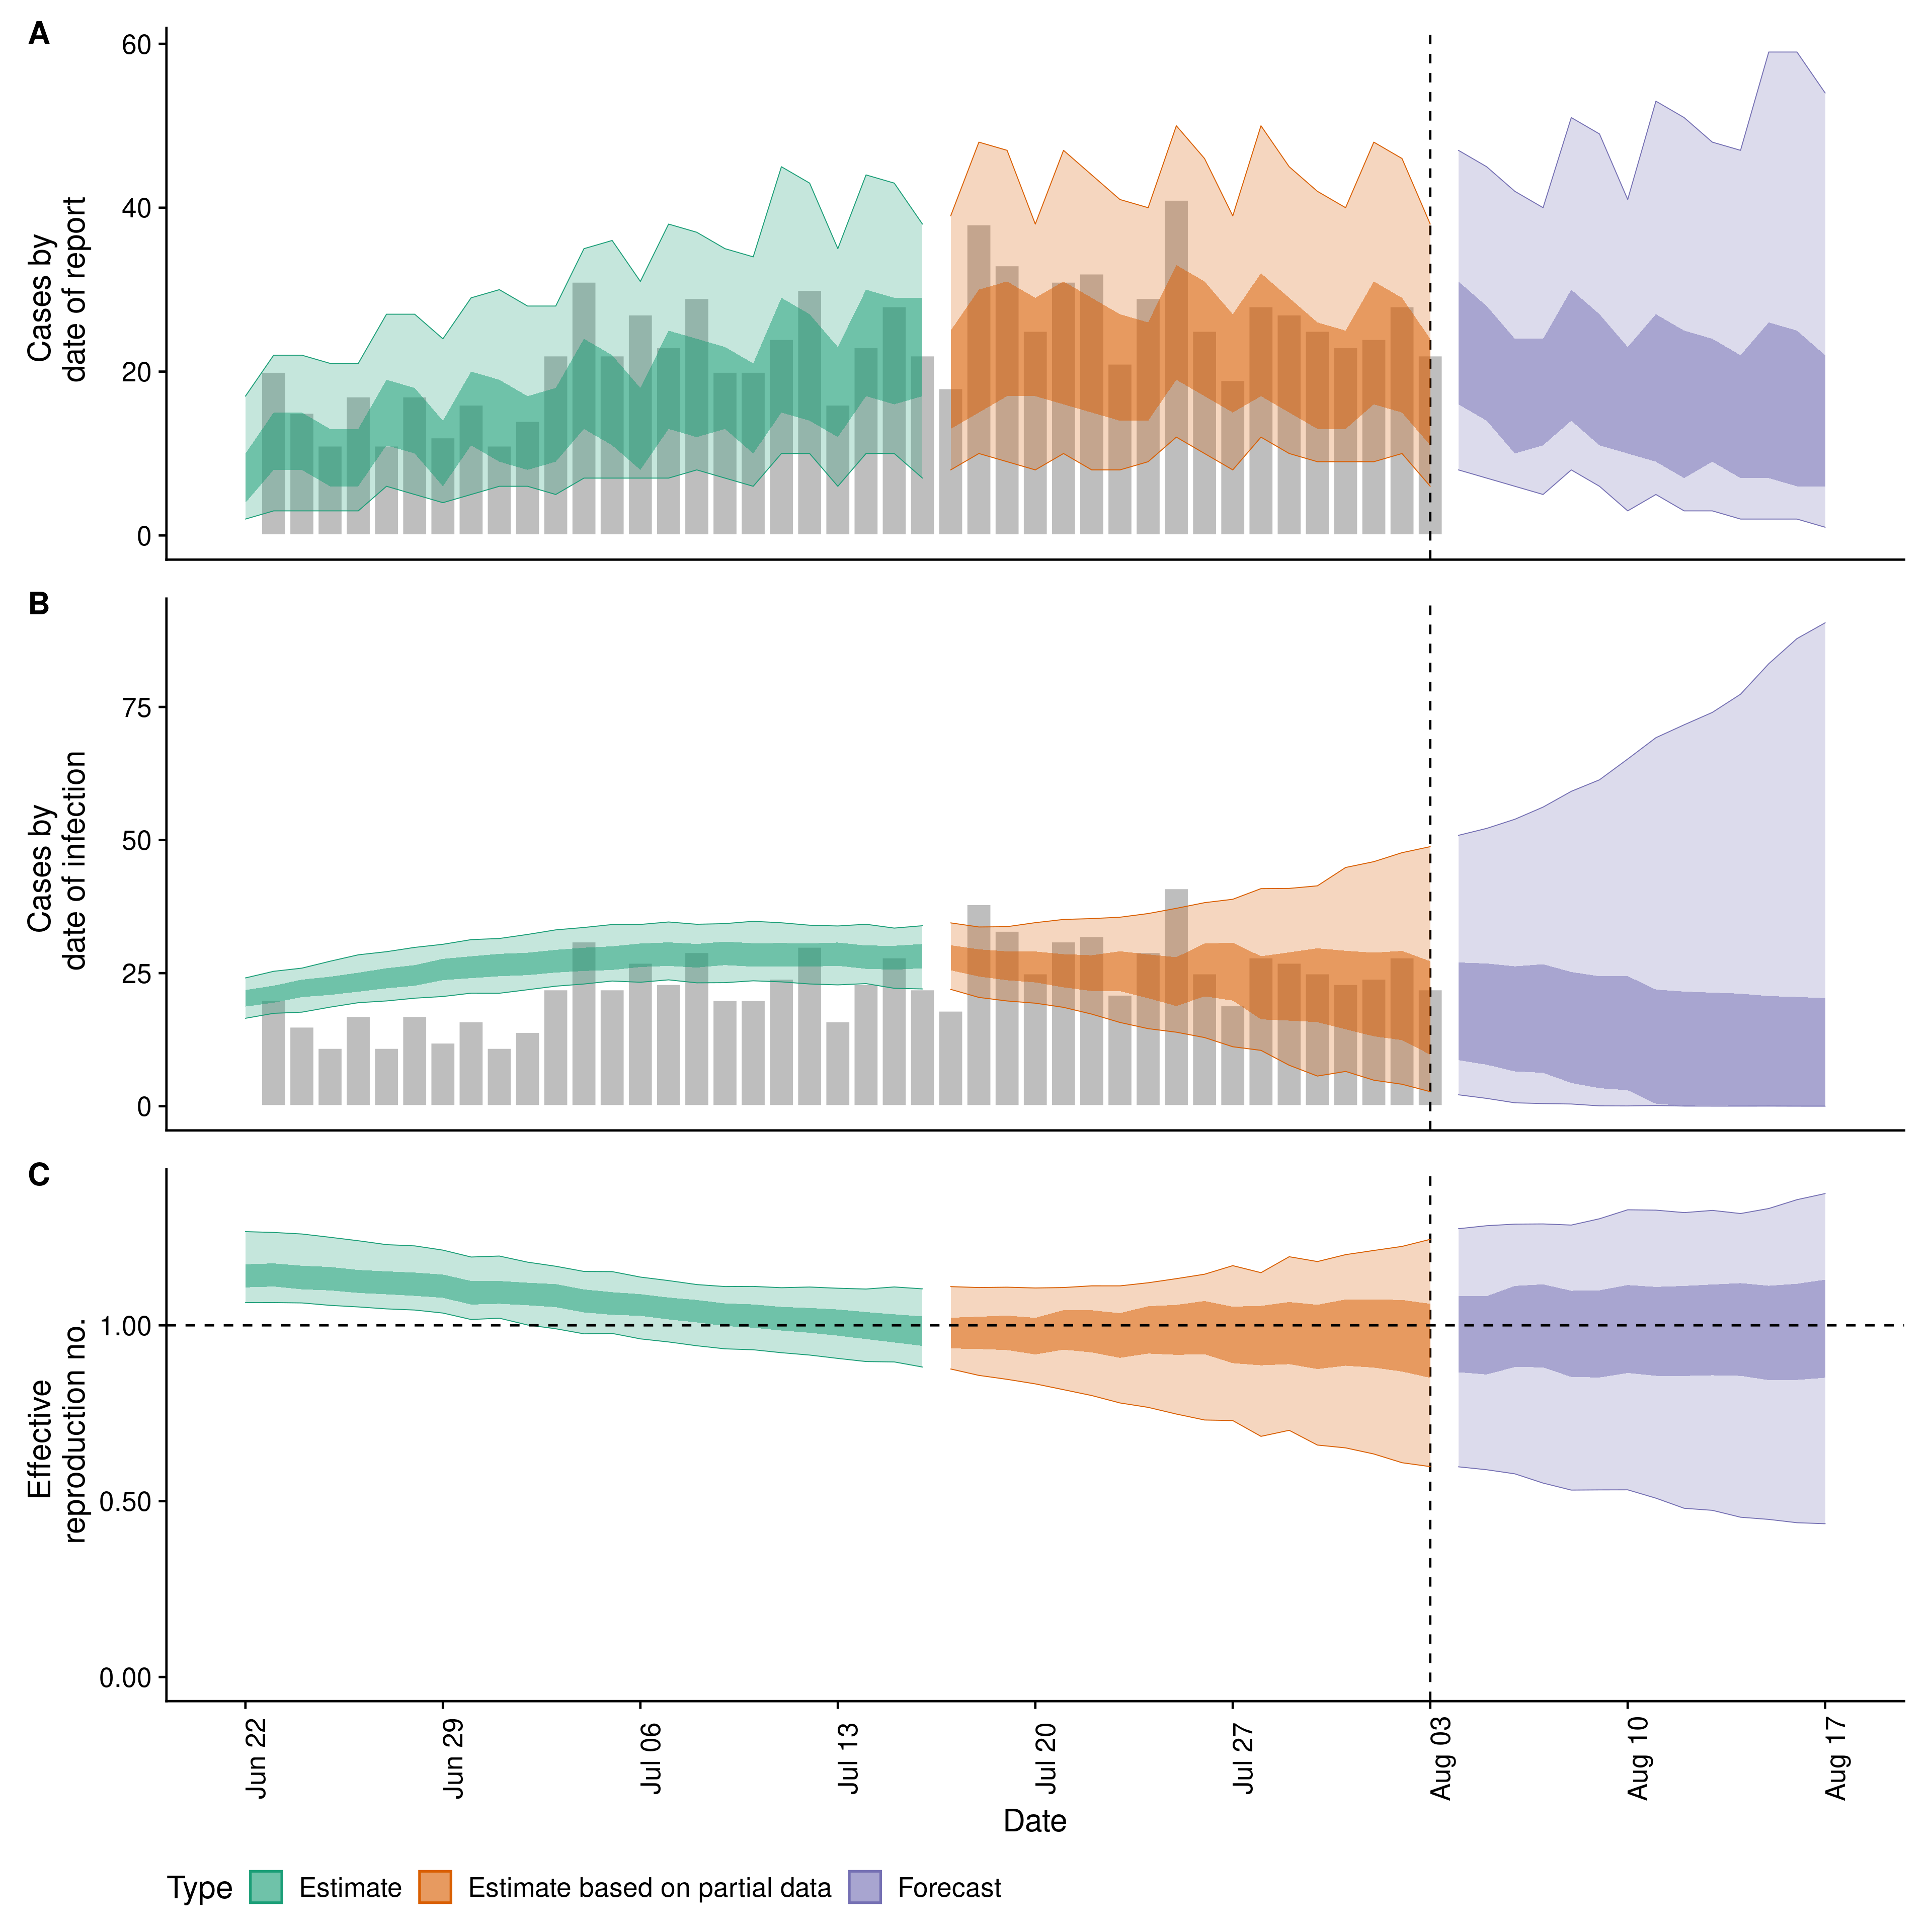 A
60
40
20
0
Cases by
date of report
B
75
50
25
0
Cases by
date of infection
C
1.00
0.50
0.00
Effective
reproduction no.
Jun 22
Jun 29
Jul 06
Jul 13
Jul 20
Jul 27
Aug 03
Aug 10
Aug 17
Date
Type Estimate Estimate based on partial data Forecast